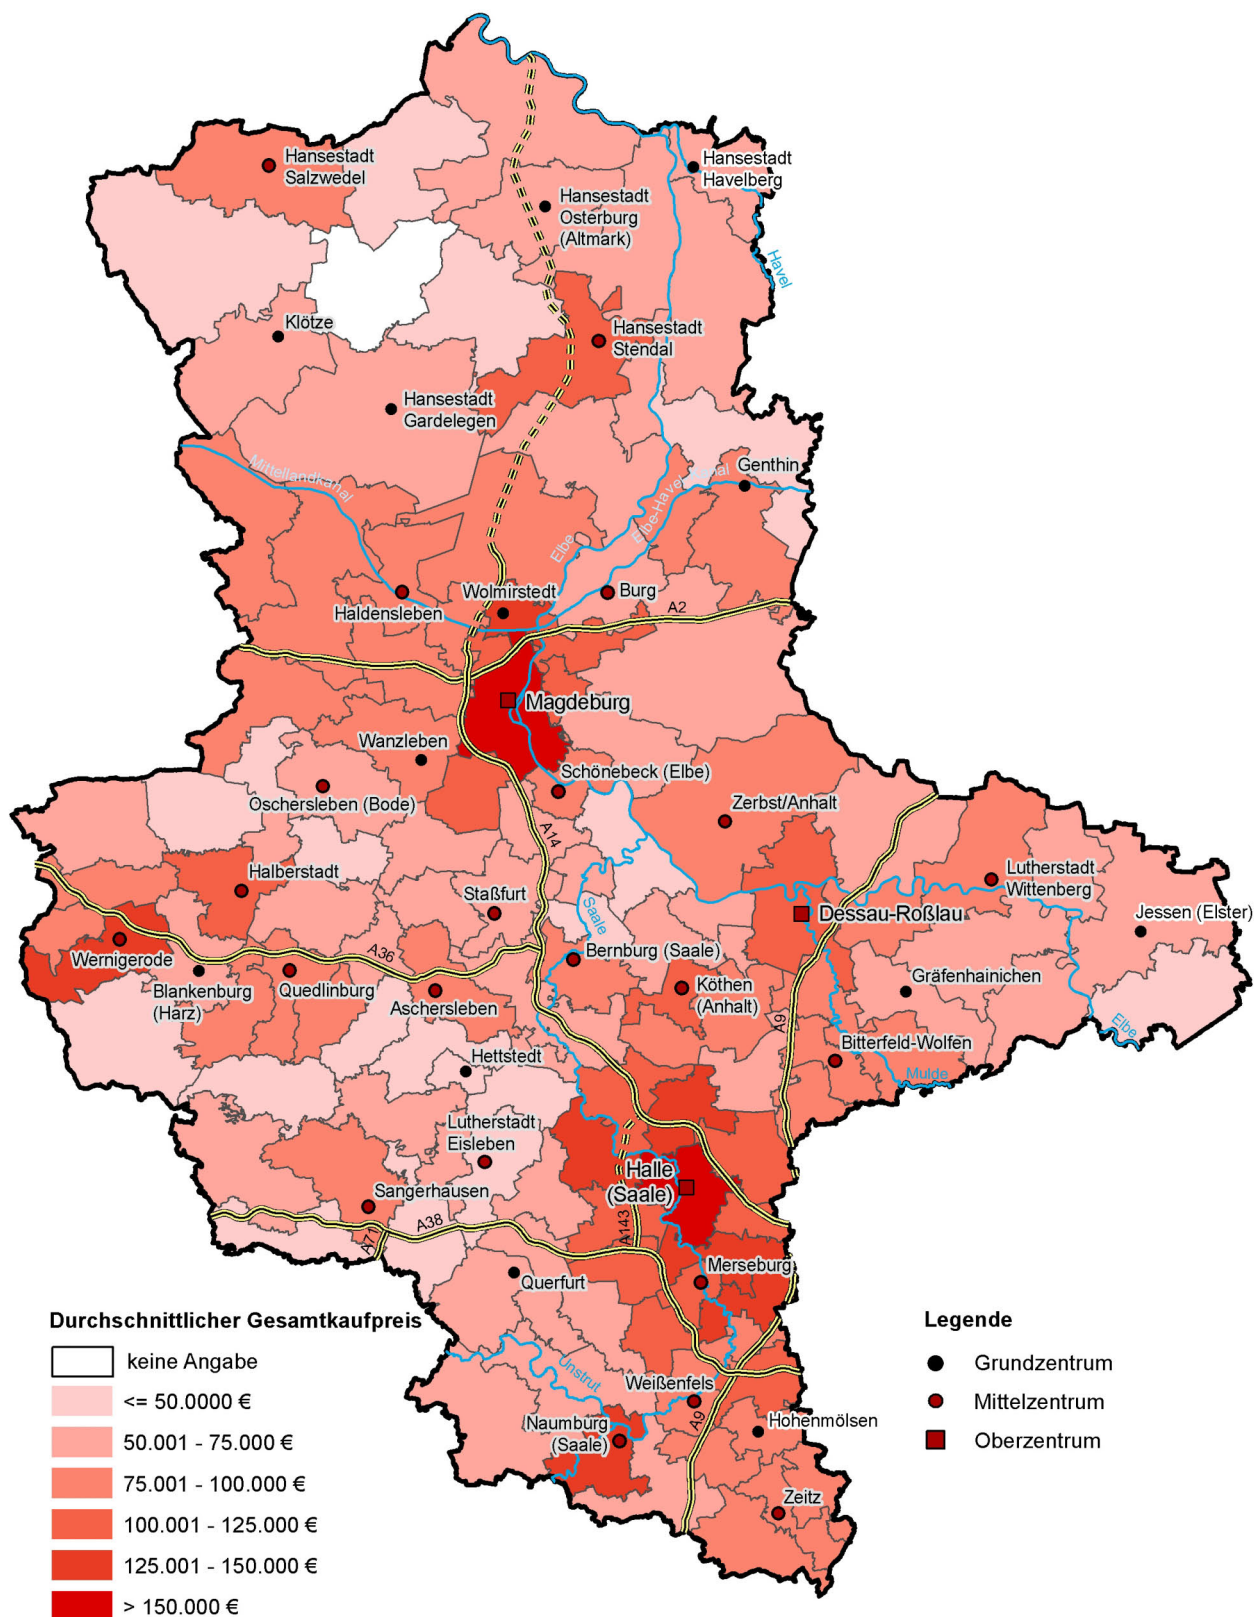 Hansestadt
Salzwedel
Hansestadt
Havelberg
Hansestadt
Osterburg
(Altmark)
Havel
Klötze
Hansestadt
Stendal
Hansestadt
Gardelegen
Mittellandkanal
Genthin
Elbe-Havel-Kanal
Elbe
Wolmirstedt
Burg
Haldensleben
A2
Magdeburg
Wanzleben
Schönebeck (Elbe)
Oschersleben (Bode)
Zerbst/Anhalt
A14
Halberstadt
Lutherstadt
Wittenberg
Staßfurt
Saale
Dessau-Roßlau
Jessen (Elster)
Wernigerode
A36
Bernburg (Saale)
Blankenburg
(Harz)
Quedlinburg
Aschersleben
Köthen
(Anhalt)
Gräfenhainichen
A9
Elbe
Bitterfeld-Wolfen
Mulde
Hettstedt
Lutherstadt
Eisleben
Halle
(Saale)
Sangerhausen
A38
A71
A143
Merseburg
Querfurt
Unstrut
Weißenfels
Naumburg
(Saale)
A9
Hohenmölsen
Zeitz
Durchschnittlicher Gesamtkaufpreis
keine Angabe
<= 50.0000 €
50.001 - 75.000 €
75.001 - 100.000 €
100.001 - 125.000 €
125.001 - 150.000 €
> 150.000 €
Legende
Grundzentrum
Mittelzentrum
Oberzentrum